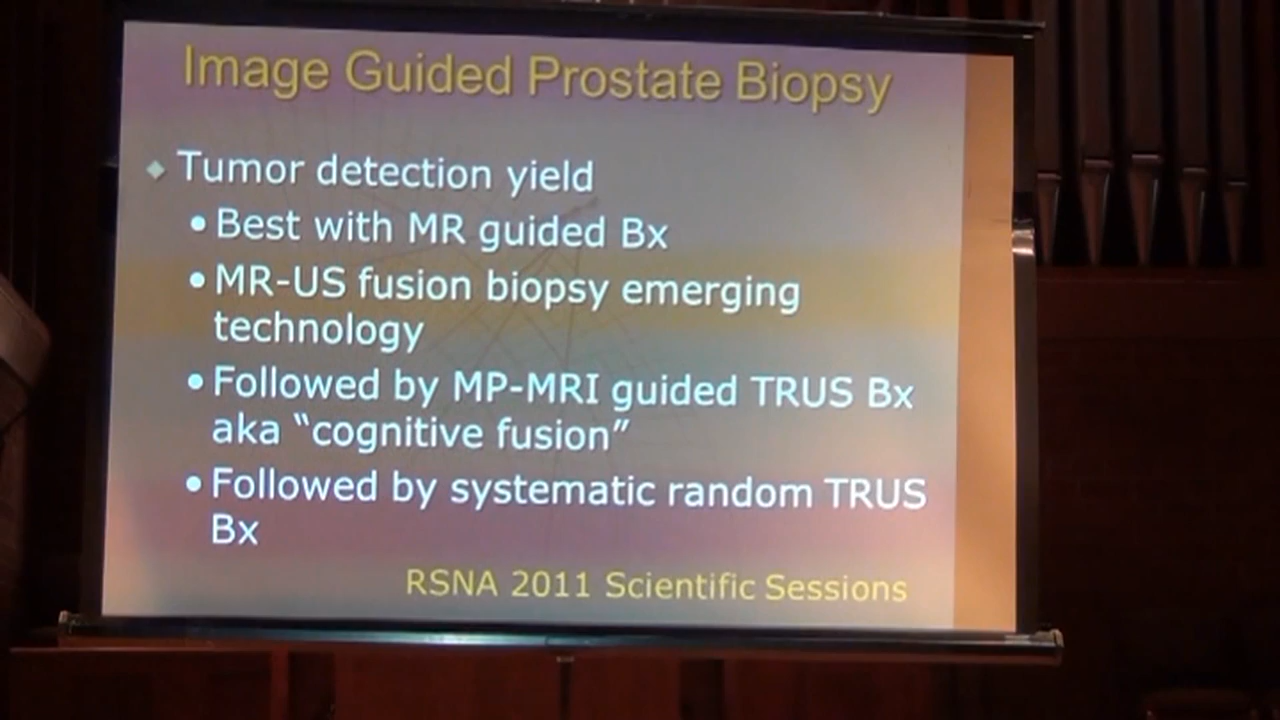 Image Guided Prostate Biopsy
Tumor detection yield
Best with MR guided Bx
MR-US fusion biopsy emerging
technology
Followed by MP-MRI guided TRUS Bx
aka “cognitive fusion”
Followed by systematic random TRUS
Bx
RSNA 2011 Scientific Sessions